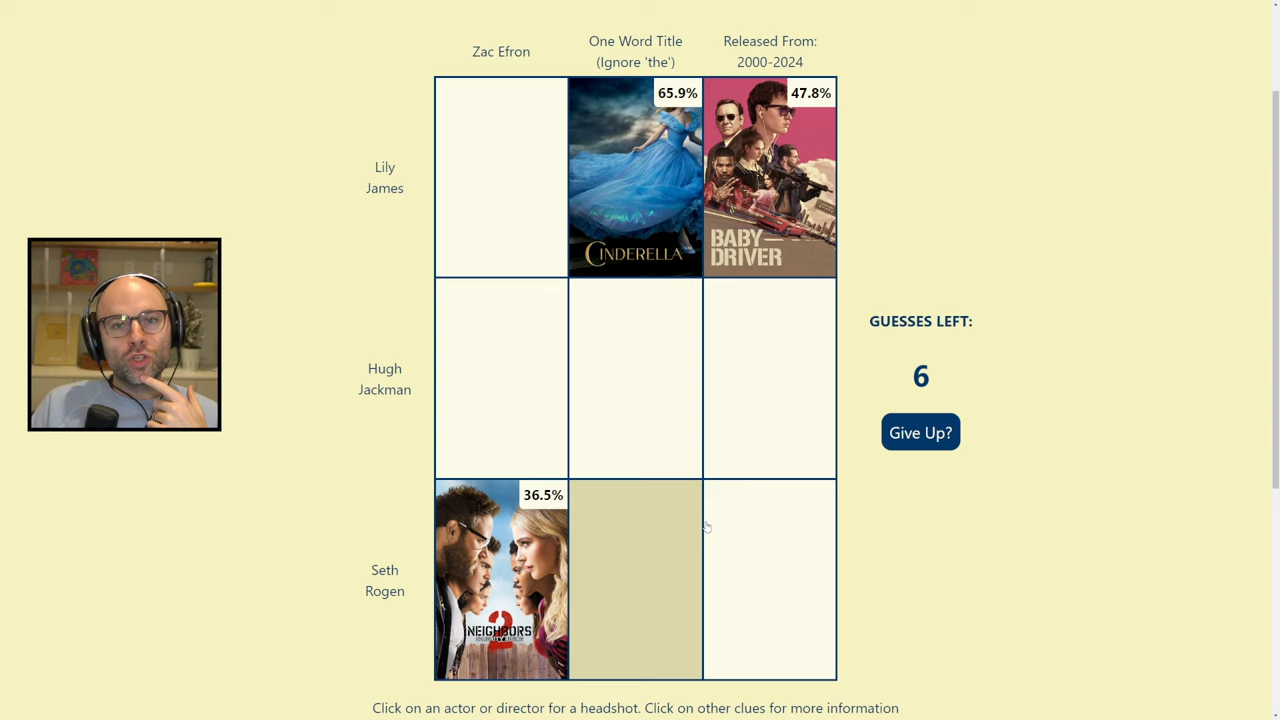 Zac Efron
One Word Title
(Ignore 'the')
Released From:
2000-2024
65.9%
47.8%
Lily
James
CINDERELLA
BABY
DRIVER
Hugh
Jackman
GUESSES LEFT:
6
Give Up?
36.5%
Seth
Rogen
2
NEIGHBORS
Click on an actor or director for a headshot. Click on other clues for more information